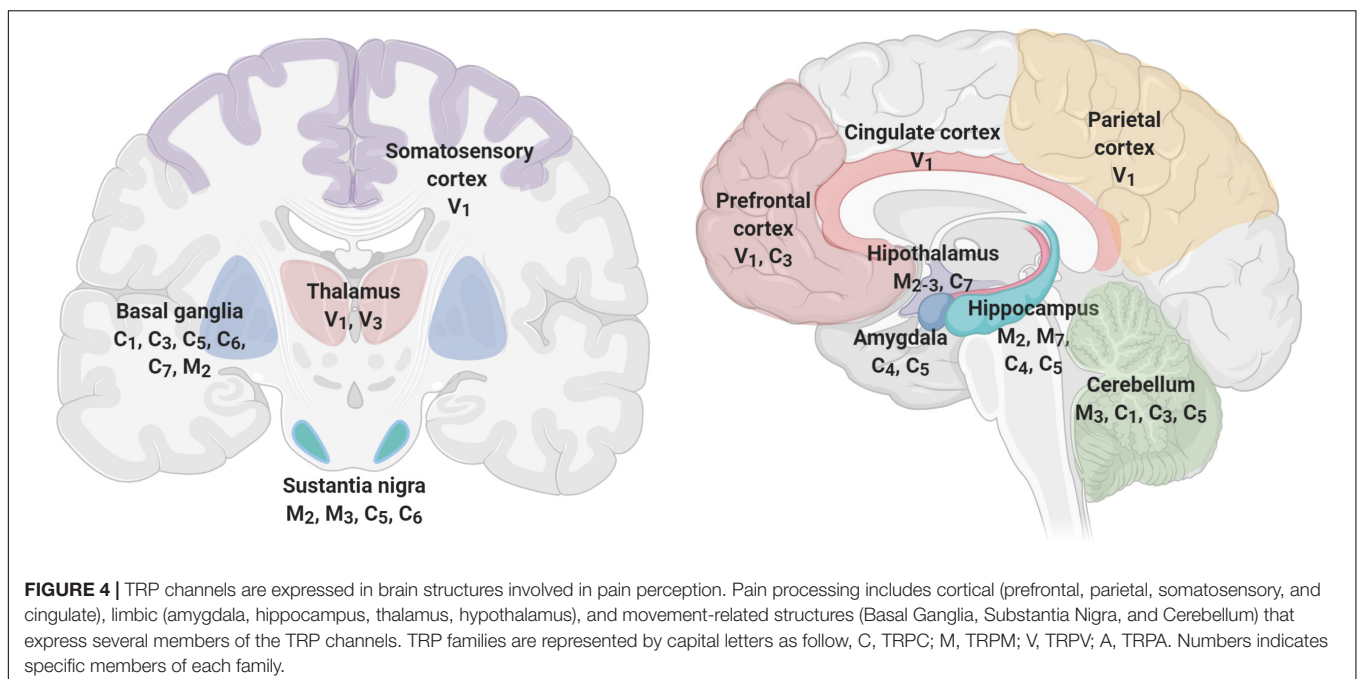 Somatosensory
cortex
V1
Thalamus
V1, V3
Basal ganglia
C1, C3, C5, C6,
C7, M2
Sustantia nigra
M2, M3, C5, C6
Cingulate cortex
V1
Parietal
cortex
V1
Prefrontal
cortex
V1, C3
Hipothalamus
M2-3, C7
Hippocampus
M2, M7,
C4, C5
Amygdala
C4, C5
Cerebellum
M3, C1, C3, C5
FIGURE 4 | TRP channels are expressed in brain structures involved in pain perception. Pain processing includes cortical (prefrontal, parietal, somatosensory, and
cingulate), limbic (amygdala, hippocampus, thalamus, hypothalamus), and movement-related structures (Basal Ganglia, Substantia Nigra, and Cerebellum) that
express several members of the TRP channels. TRP families are represented by capital letters as follow, C, TRPC; M, TRPM; V, TRPV; A, TRPA. Numbers indicates
specific members of each family.